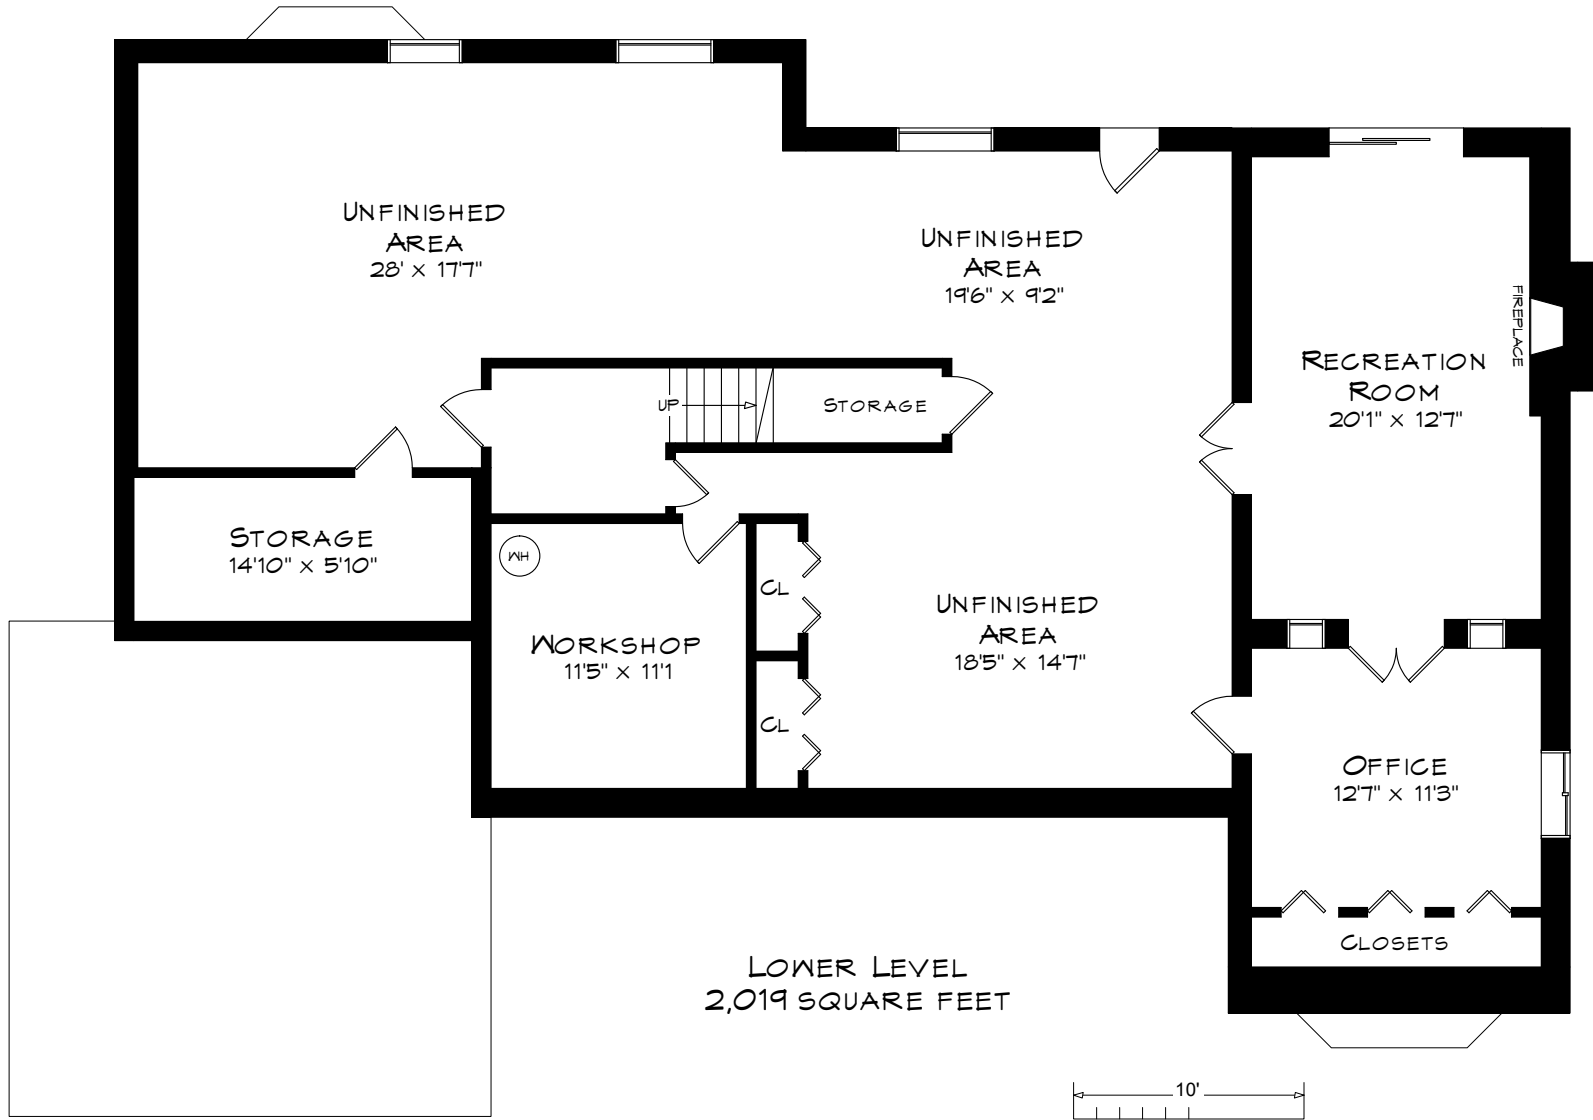 UNFINISHED
AREA
28' x 17'7"
UNFINISHED
AREA
19'6" x 9'2"
FIREPLACE
RECREATION
ROOM
20'1" x 12'7"
UP
STORAGE
STORAGE
14'10" x 5'10"
WH
CL
WORKSHOP
11'5" x 11'1
UNFINISHED
AREA
18'5" x 14'7"
CL
OFFICE
12'7" x 11'3"
CLOSETS
LOWER LEVEL
2,019 SQUARE FEET
10'